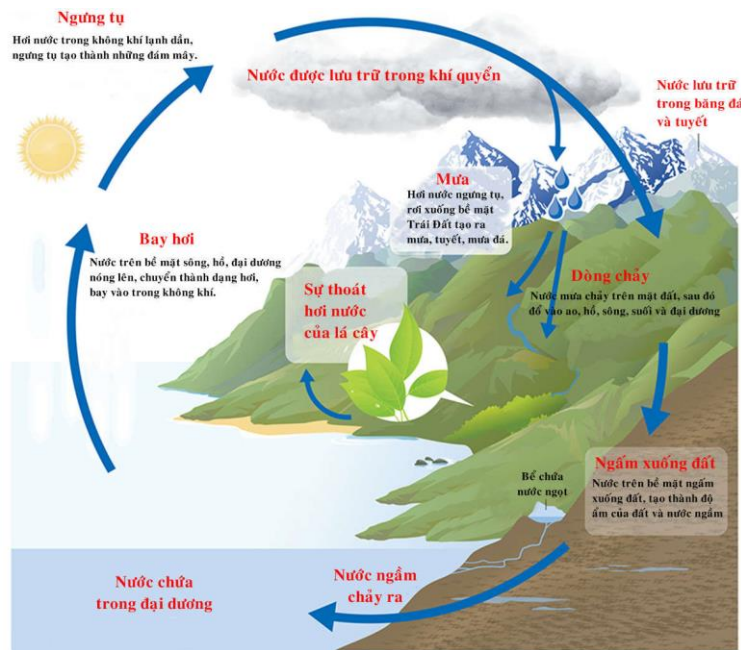 Ngưng tụ
Hơi nước trong không khí lạnh dần,
ngưng tụ tạo thành những đám mây.
Nước được lưu trữ trong khí quyển
Nước lưu trữ
trong băng đá
và tuyết
Mưa
Hơi nước ngưng tụ,
rơi xuống bề mặt
Trái Đất tạo ra
mưa, tuyết, mưa đá.
Bay hơi
Nước trên bề mặt sông, hồ, đại dương
nóng lên, chuyển thành dạng hơi,
bay vào trong không khí.
Sự thoát
hơi nước
của lá cây
Dòng chảy
Nước mưa chảy trên mặt đất, sau đó
đổ vào ao, hồ, sông, suối và đại dương
Ngấm xuống đất
Nước trên bề mặt ngấm
xuống đất, tạo thành độ
ẩm của đất và nước ngầm
Bể chứa
nước ngọt
Nước chứa
trong đại dương
Nước ngầm
chảy ra